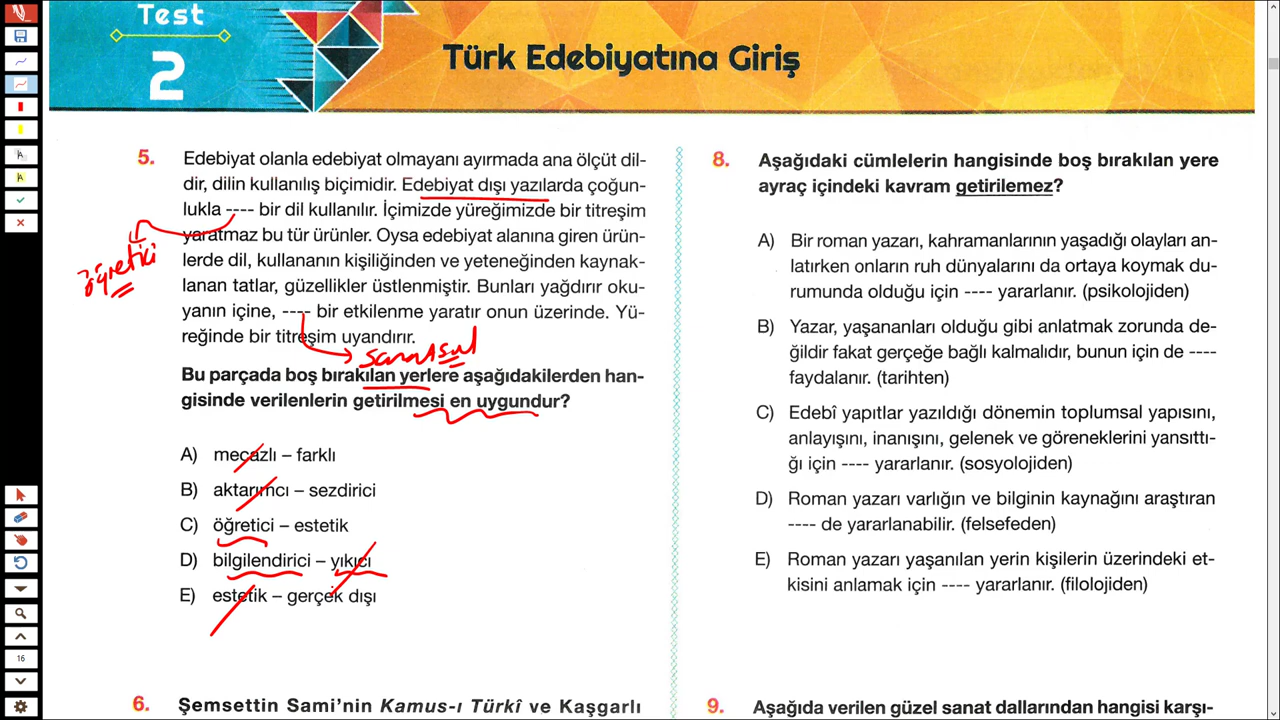 Test
2
Türk Edebiyatına Giriş
5. Edebiyat olanla edebiyat olmayanı ayırmada ana ölçüt dil-
dir, dilin kullanılış biçimidir. Edebiyat dışı yazılarda çoğun-
lukla ---- bir dil kullanılır. İçimizde yüreğimizde bir titreşim
yaratmaz bu tür ürünler. Oysa edebiyat alanına giren ürün-
lerde dil, kullananın kişiliğinden ve yeteneğinden kaynak-
lanan tatlar, güzellikler üstlenmiştir. Bunları yağdırır oku-
yanın içine, ---- bir etkilenme yaratır onun üzerinde. Yü-
reğinde bir titreşim uyandırır.
öğretici
sanatsal
Bu parçada boş bırakılan yerlere aşağıdakilerden han-
gisinde verilenlerin getirilmesi en uygundur?
A) mecazlı – farklı
B) aktarımcı – sezdirici
C) öğretici – estetik
D) bilgilendirici – yıkıcı
E) estetik – gerçek dışı
6. Şemsettin Sami'nin Kamus-ı Türkî ve Kaşgarlı
8. Aşağıdaki cümlelerin hangisinde boş bırakılan yere
ayraç içindeki kavram getirilemez?
A) Bir roman yazarı, kahramanlarının yaşadığı olayları an-
latırken onların ruh dünyalarını da ortaya koymak du-
rumunda olduğu için ---- yararlanır. (psikolojiden)
B) Yazar, yaşananları olduğu gibi anlatmak zorunda de-
ğildir fakat gerçeğe bağlı kalmalıdır, bunun için de ----
faydalanır. (tarihten)
C) Edebî yapıtlar yazıldığı dönemin toplumsal yapısını,
anlayışını, inanışını, gelenek ve göreneklerini yansıttı-
ğı için ---- yararlanır. (sosyolojiden)
D) Roman yazarı varlığın ve bilginin kaynağını araştıran
---- de yararlanabilir. (felsefeden)
E) Roman yazarı yaşanılan yerin kişilerin üzerindeki et-
kisini anlamak için ---- yararlanır. (filolojiden)
9. Aşağıda verilen güzel sanat dallarından hangisi karşı-
16